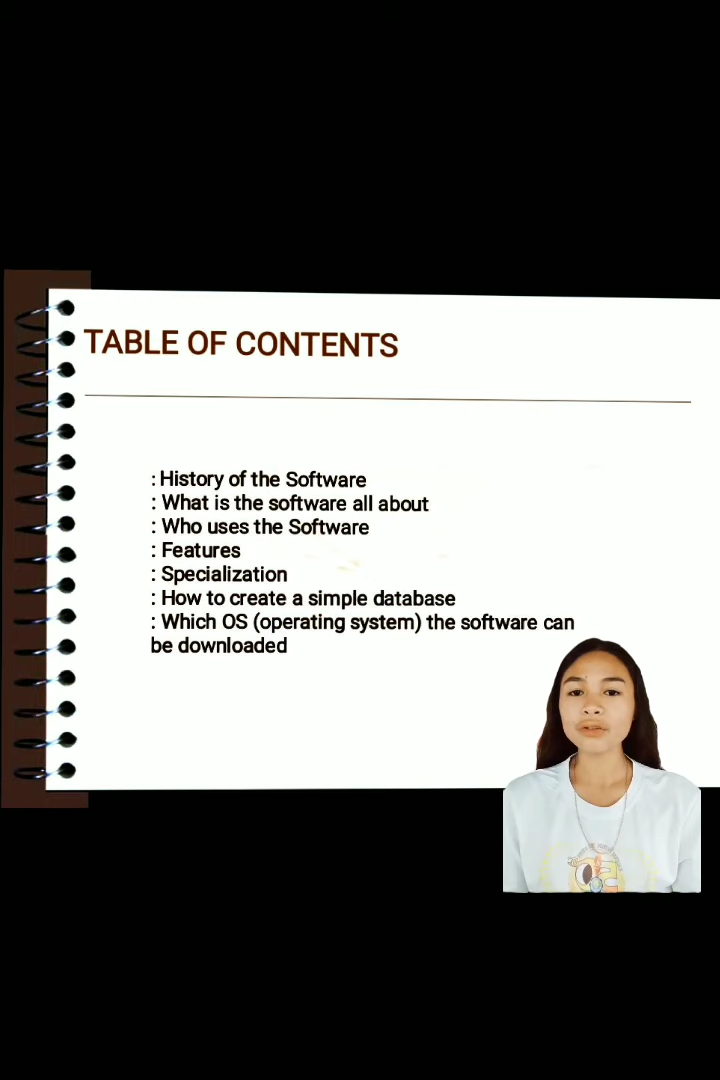 TABLE OF CONTENTS
: History of the Software
: What is the software all about
: Who uses the Software
: Features
: Specialization
: How to create a simple database
: Which OS (operating system) the software can
be downloaded